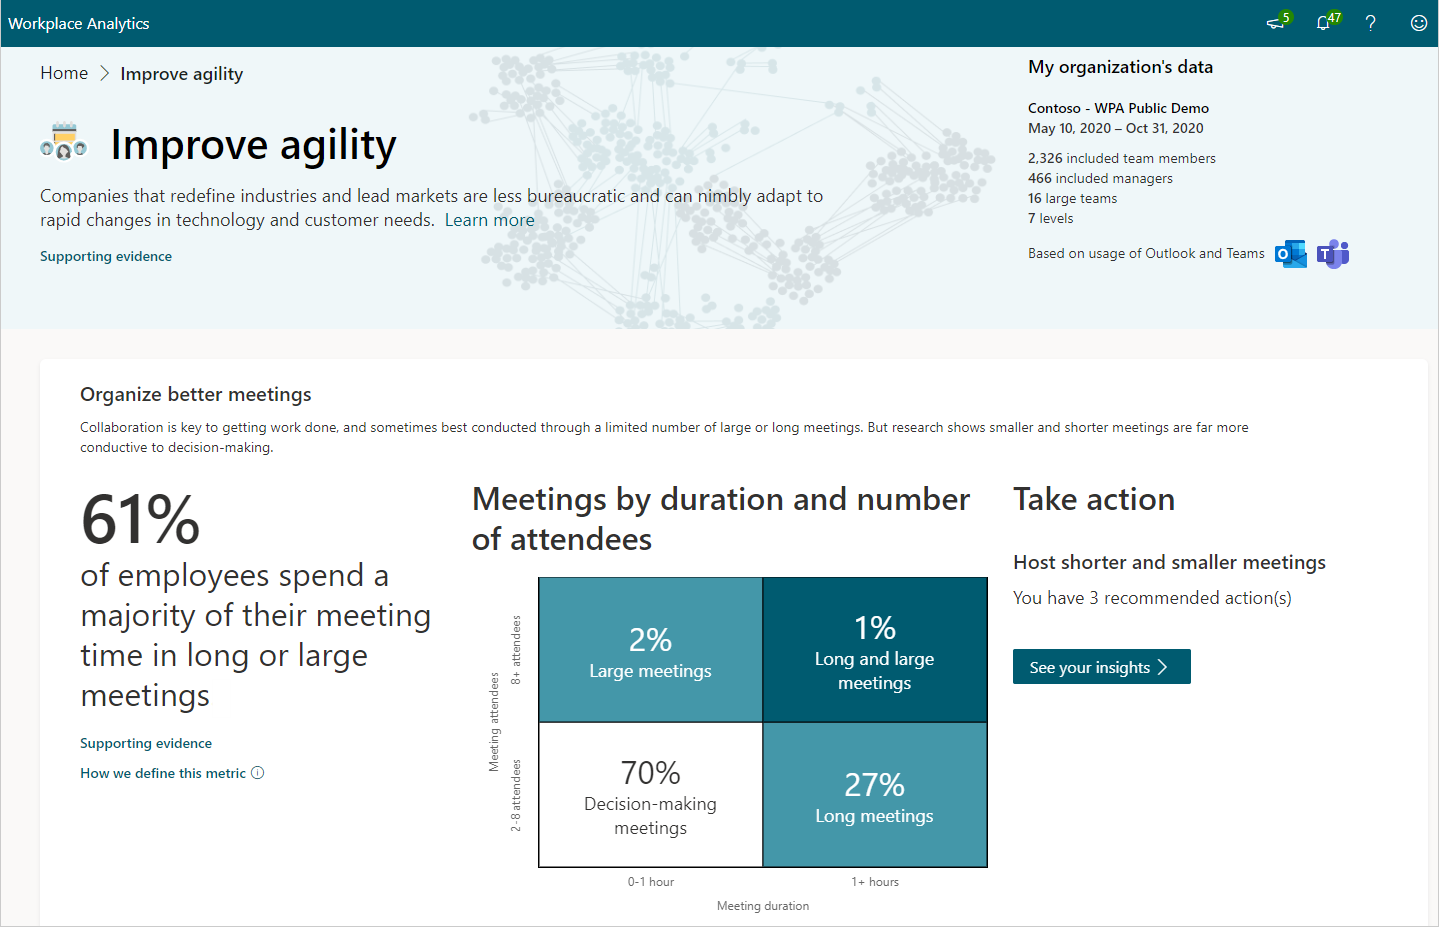 Workplace Analytics
5
47
Home > Improve agility
Improve agility
Companies that redefine industries and lead markets are less bureaucratic and can nimbly adapt to
rapid changes in technology and customer needs. Learn more
Supporting evidence
My organization's data
Contoso - WPA Public Demo
May 10, 2020 – Oct 31, 2020
2,326 included team members
466 included managers
16 large teams
7 levels
Based on usage of Outlook and Teams
Organize better meetings
Collaboration is key to getting work done, and sometimes best conducted through a limited number of large or long meetings. But research shows smaller and shorter meetings are far more
conductive to decision-making.
61%
of employees spend a
majority of their meeting
time in long or large
meetings
Supporting evidence
How we define this metric
Meetings by duration and number
of attendees
Meeting attendees
8+ attendees
2-8 attendees
2%
Large meetings
1%
Long and large
meetings
70%
Decision-making
meetings
27%
Long meetings
0-1 hour
1+ hours
Meeting duration
Take action
Host shorter and smaller meetings
You have 3 recommended action(s)
See your insights >